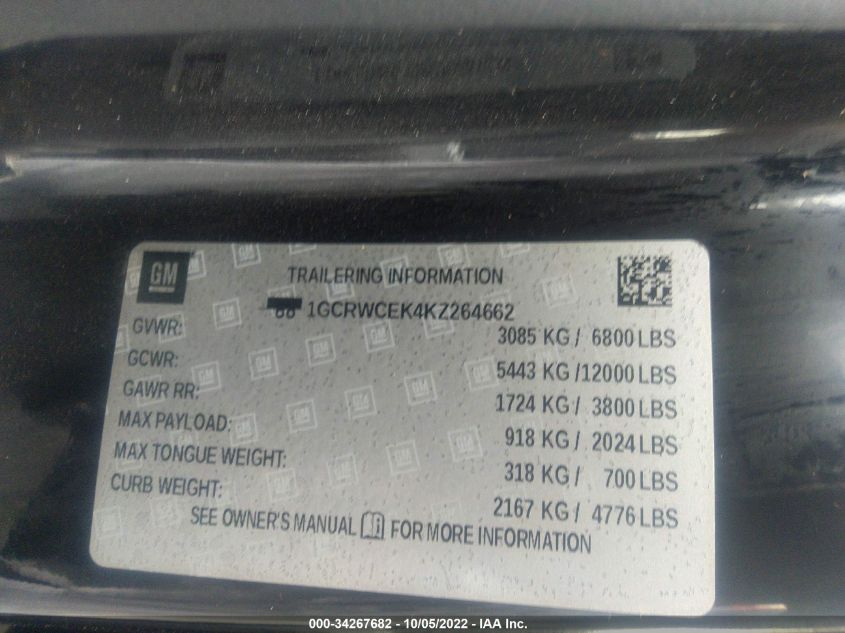 GM
TRAILERING INFORMATION
1GCRWCEK4KZ264662
GVWR: 3085 KG / 6800 LBS
GCWR: 5443 KG /12000 LBS
GAWR RR: 1724 KG / 3800 LBS
MAX PAYLOAD: 918 KG / 2024 LBS
MAX TONGUE WEIGHT: 318 KG / 700 LBS
CURB WEIGHT: 2167 KG / 4776 LBS
SEE OWNER'S MANUAL FOR MORE INFORMATION
000-34267682 - 10/05/2022 - IAA Inc.